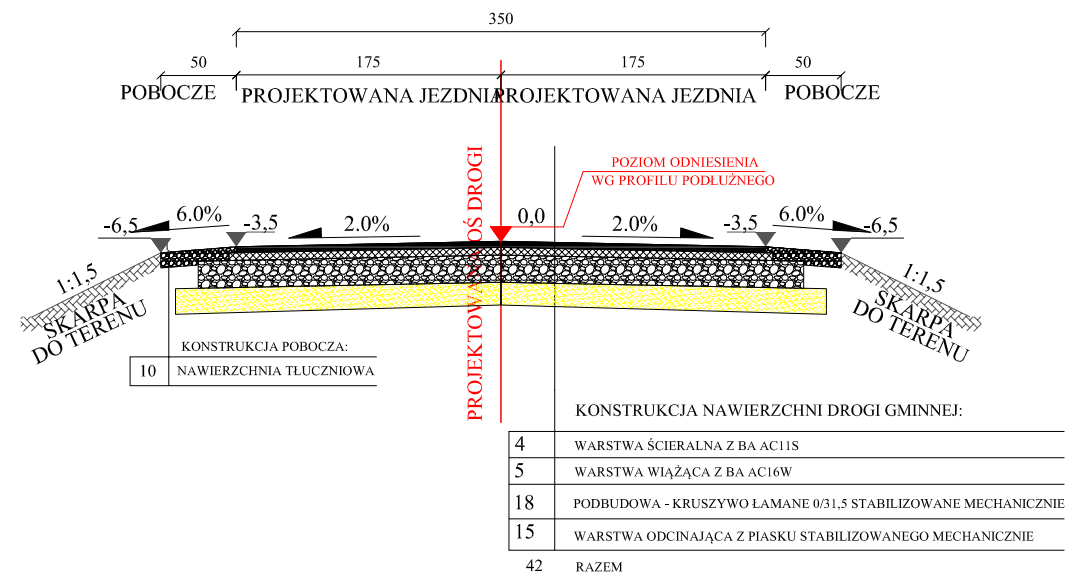 350
50
175
175
50
POBOCZE
PROJEKTOWANA JEZDNIA
PROJEKTOWANA JEZDNIA
POBOCZE
PROJEKTOWANA OŚ DROGI
POZIOM ODNIESIENIA
WG PROFILU PODŁUŻNEGO
-6,5
6.0%
-3,5
2.0%
0,0
2.0%
-3,5
6.0%
-6,5
1:1,5
SKARPA
DO TERENU
1:1,5
SKARPA
DO TERENU
KONSTRUKCJA POBOCZA:
10 NAWIERZCHNIA TŁUCZNIOWA
KONSTRUKCJA NAWIERZCHNI DROGI GMINNEJ:
4 WARSTWA ŚCIERALNA Z BA AC11S
5 WARSTWA WIĄŻĄCA Z BA AC16W
18 PODBUDOWA - KRUSZYWO ŁAMANE 0/31,5 STABILIZOWANE MECHANICZNIE
15 WARSTWA ODCINAJĄCA Z PIASKU STABILIZOWANEGO MECHANICZNIE
42 RAZEM